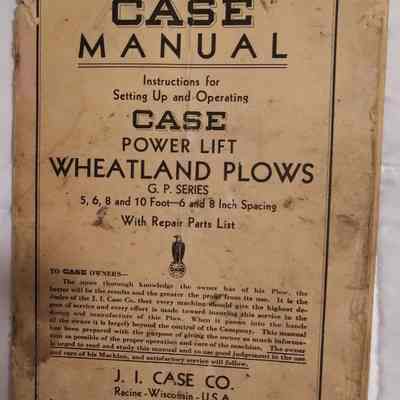 CASE
MANUAL
Instructions for
Setting Up and Operating
CASE
POWER LIFT
WHEATLAND PLOWS
G. P. SERIES
5, 6, 8 and 10 Foot—6 and 8 Inch Spacing
With Repair Parts List
TO CASE OWNERS—
The more thorough knowledge the owner has of his Plow, the
better will be the results and the greater the profit from its use. It is the
desire of the J. I. Case Co. that every machine should give the highest de-
gree of service and every effort is made toward insuring this service in the
design and manufacture of this Plow. When it passes into the hands
of the owner it is largely beyond the control of the Company. This manual
has been prepared with the purpose of giving the owner as much informa-
tion as possible of the proper operation and care of the machine. The owner
is urged to read and study this manual and to use good judgement in the use
and care of his Machine, and satisfactory service will follow.
J. I. CASE CO.
Racine - Wisconsin - U.S.A.